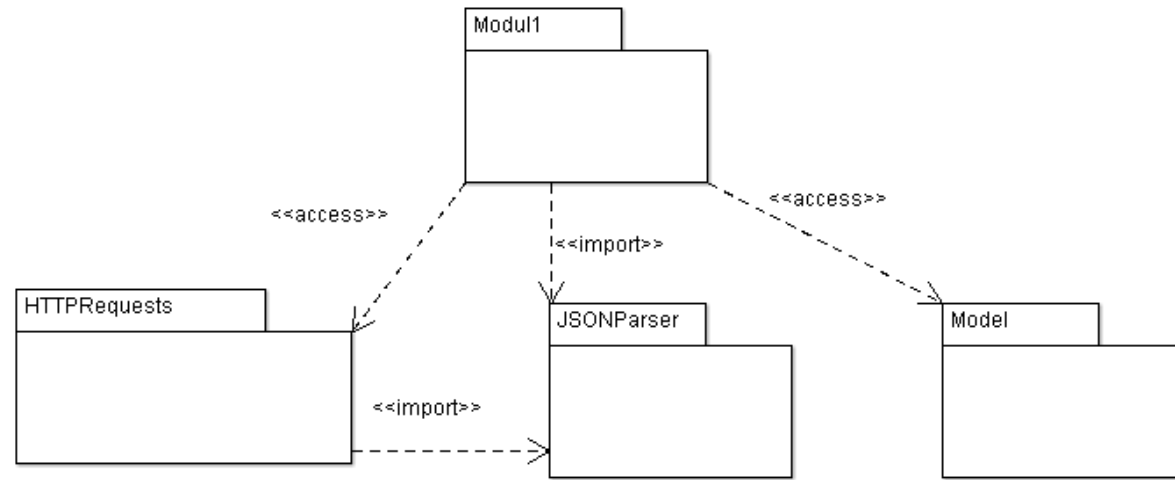 Modul1
<<access>>
<<import>>
<<access>>
HTTPRequests
JSONParser
Model
<<import>>